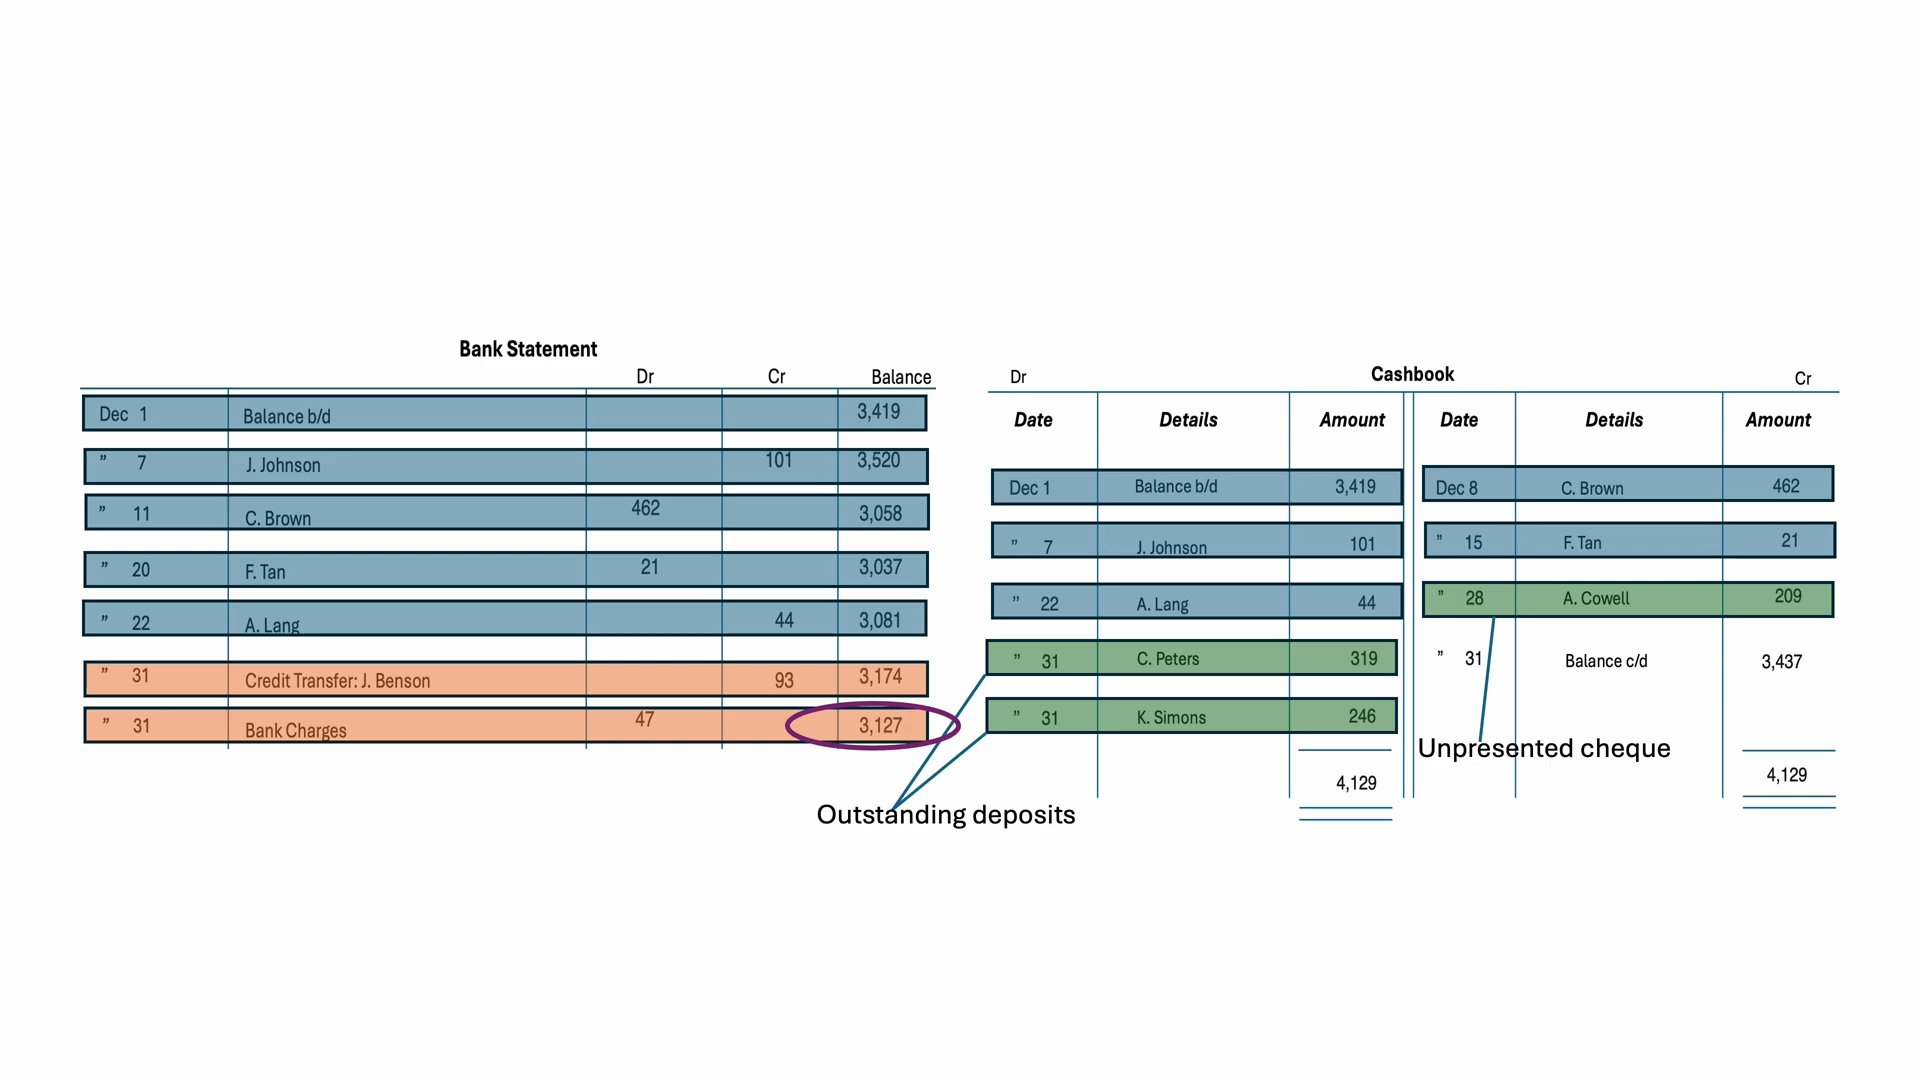 Bank Statement
Dr Cr Balance
Dec 1 Balance b/d 3,419
” 7 J. Johnson 101 3,520
” 11 C. Brown 462 3,058
” 20 F. Tan 21 3,037
” 22 A. Lang 44 3,081
” 31 Credit Transfer: J. Benson 93 3,174
” 31 Bank Charges 47 3,127
Outstanding deposits
Dr Cashbook Cr
Date Details Amount Date Details Amount
Dec 1 Balance b/d 3,419 Dec 8 C. Brown 462
” 7 J. Johnson 101 ” 15 F. Tan 21
” 22 A. Lang 44 ” 28 A. Cowell 209
” 31 C. Peters 319 ” 31 Balance c/d 3,437
” 31 K. Simons 246
Unpresented cheque
4,129 4,129